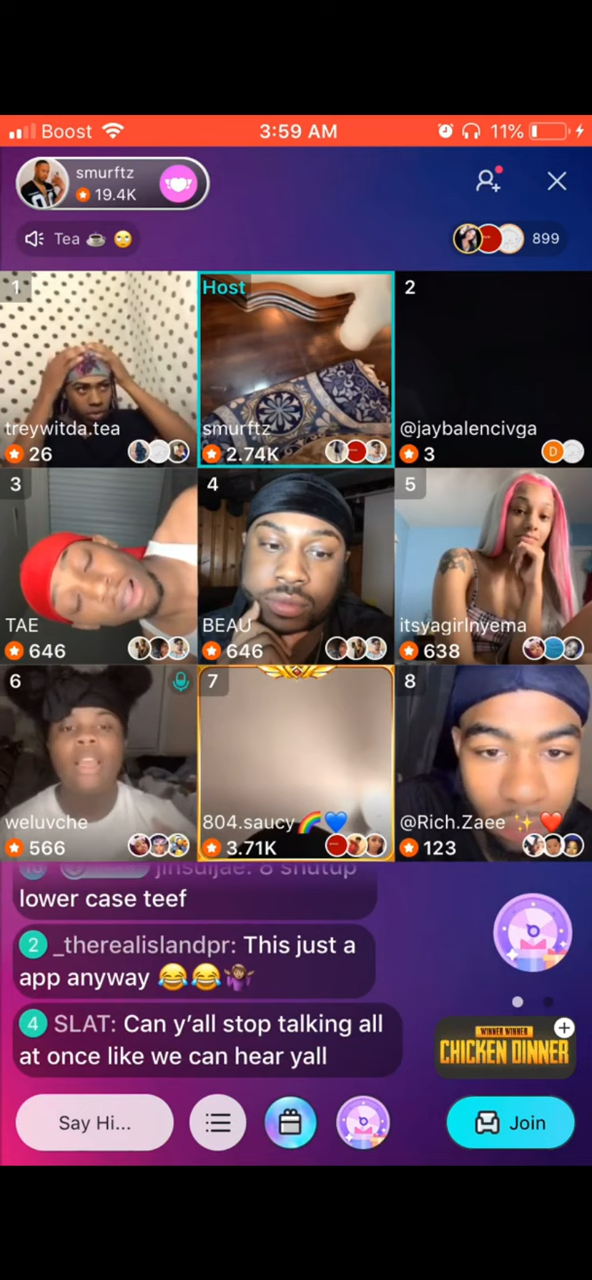 Boost 3:59 AM 11%
smurftz
19.4K
Tea ☕ 🙄 899
1 Host 2
treywitda.tea smurftz @jaybalencivga
26 2.74K 3
3 4 5
TAE BEAU itsyagirlnyema
646 646 638
6 7 8
weluvche 804.saucy🌈💙 @Rich.Zaee ✨ ❤️
566 3.71K 123
jinsuijae: 8 shutup
lower case teef
2 _therealislandpr: This just a
app anyway 😂😂🤷🏽‍♀️
4 SLAT: Can y’all stop talking all
at once like we can hear yall
WINNER WINNER
CHICKEN DINNER
Say Hi... Join